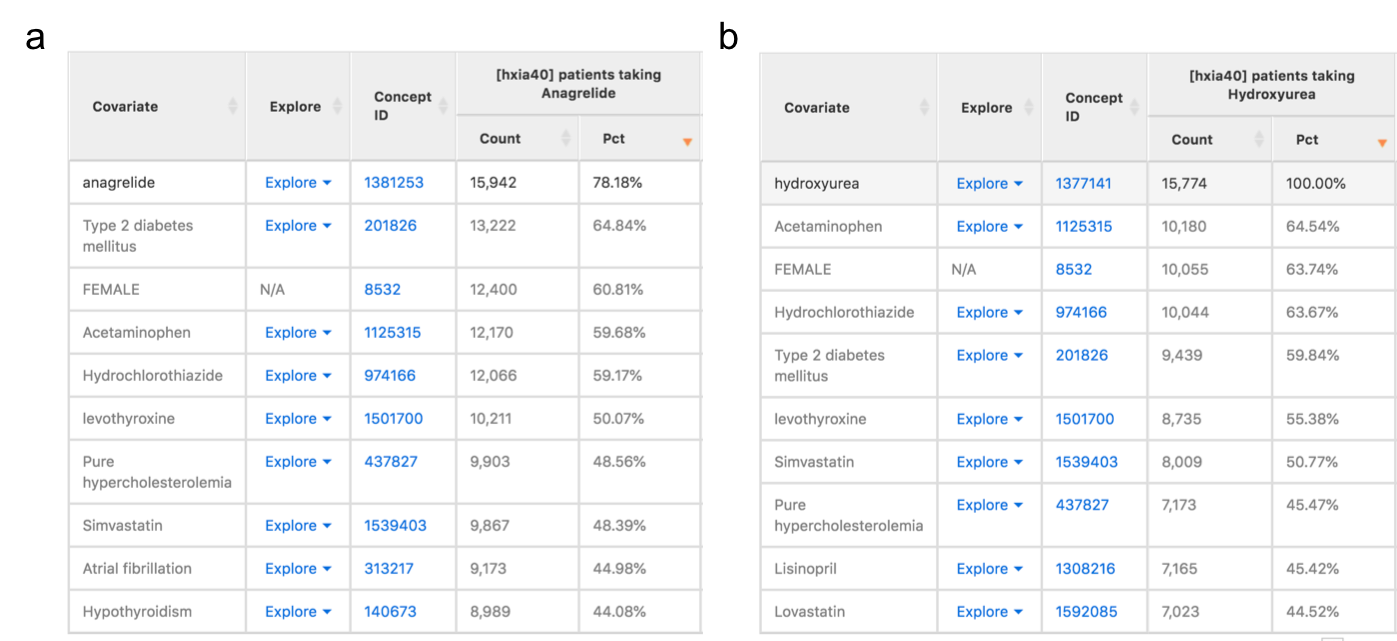 a
[hxia40] patients taking
Anagrelide
Covariate Explore Concept
ID
Count Pct
anagrelide Explore 1381253 15,942 78.18%
Type 2 diabetes
mellitus Explore 201826 13,222 64.84%
FEMALE N/A 8532 12,400 60.81%
Acetaminophen Explore 1125315 12,170 59.68%
Hydrochlorothiazide Explore 974166 12,066 59.17%
levothyroxine Explore 1501700 10,211 50.07%
Pure
hypercholesterolemia Explore 437827 9,903 48.56%
Simvastatin Explore 1539403 9,867 48.39%
Atrial fibrillation Explore 313217 9,173 44.98%
Hypothyroidism Explore 140673 8,989 44.08%
b
[hxia40] patients taking
Hydroxyurea
Covariate Explore Concept
ID
Count Pct
hydroxyurea Explore 1377141 15,774 100.00%
Acetaminophen Explore 1125315 10,180 64.54%
FEMALE N/A 8532 10,055 63.74%
Hydrochlorothiazide Explore 974166 10,044 63.67%
Type 2 diabetes
mellitus Explore 201826 9,439 59.84%
levothyroxine Explore 1501700 8,735 55.38%
Simvastatin Explore 1539403 8,009 50.77%
Pure
hypercholesterolemia Explore 437827 7,173 45.47%
Lisinopril Explore 1308216 7,165 45.42%
Lovastatin Explore 1592085 7,023 44.52%